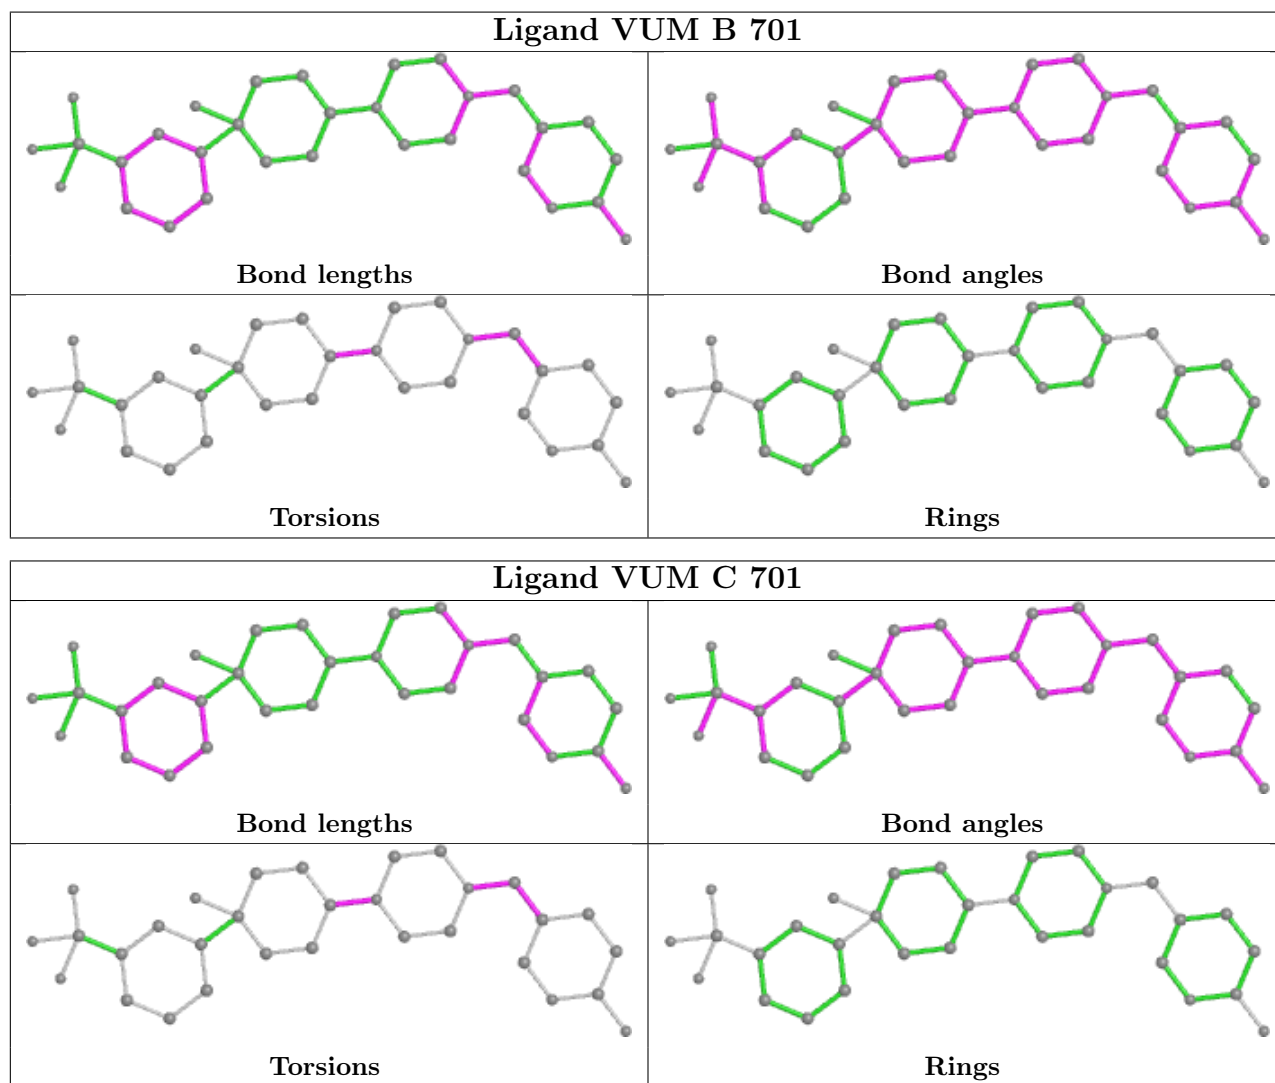 Ligand VUM B 701
Bond lengths
Bond angles
Torsions
Rings
Ligand VUM C 701
Bond lengths
Bond angles
Torsions
Rings